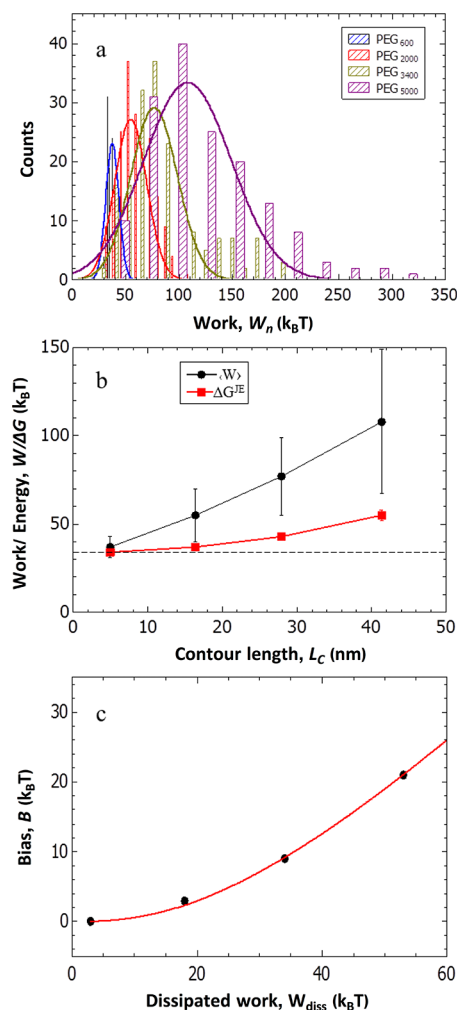 a
PEG600
PEG2000
PEG3400
PEG5000
40
30
20
10
0
Counts
0 50 100 150 200 250 300 350
Work, Wn (kBT)
b
‹W›
ΔG^JE
150
100
50
0
Work/ Energy, W/ΔG (kBT)
0 10 20 30 40 50
Contour length, LC (nm)
c
30
20
10
0
Bias, B (kBT)
0 20 40 60
Dissipated work, Wdiss (kBT)